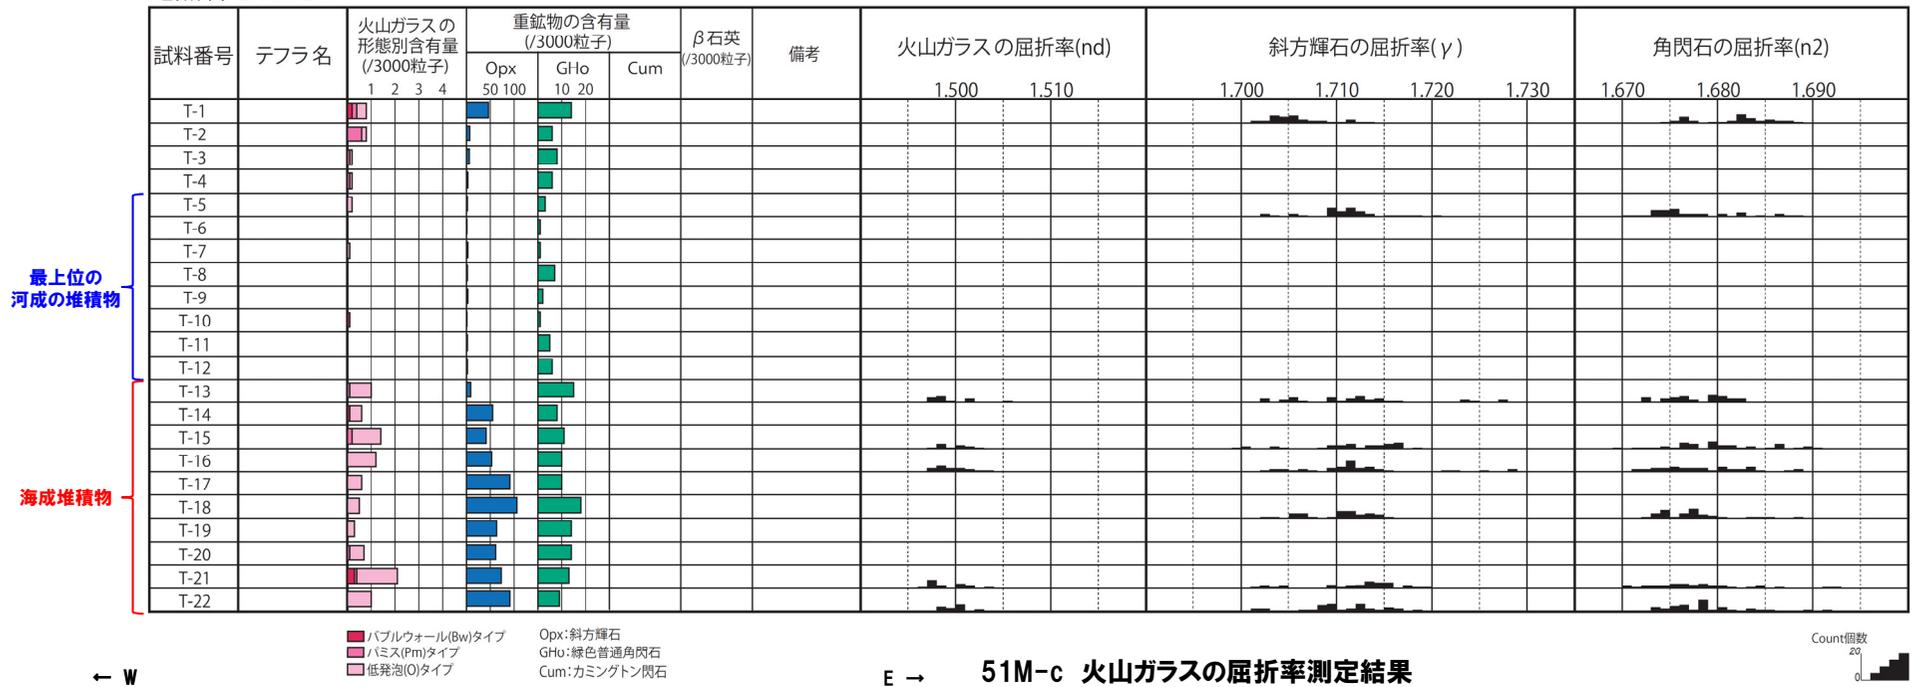 試料番号
テフラ名
火山ガラスの
形態別含有量
(/3000粒子)
1 2 3 4
重鉱物の含有量
(/3000粒子)
Opx GHo Cum
50 100 10 20
β石英
(/3000粒子)
備考
火山ガラスの屈折率(nd)
1.500 1.510
斜方輝石の屈折率(γ)
1.700 1.710 1.720 1.730
角閃石の屈折率(n2)
1.670 1.680 1.690
T-1
T-2
T-3
T-4
T-5
T-6
T-7
T-8
T-9
T-10
T-11
T-12
T-13
T-14
T-15
T-16
T-17
T-18
T-19
T-20
T-21
T-22
最上位の
河成の堆積物
海成堆積物
バブルウォール(Bw)タイプ
パミス(Pm)タイプ
低発泡(O)タイプ
Opx:斜方輝石
GHo:緑色普通角閃石
Cum:カミングトン閃石
Count個数
20
0
← W
E →
51M-c 火山ガラスの屈折率測定結果